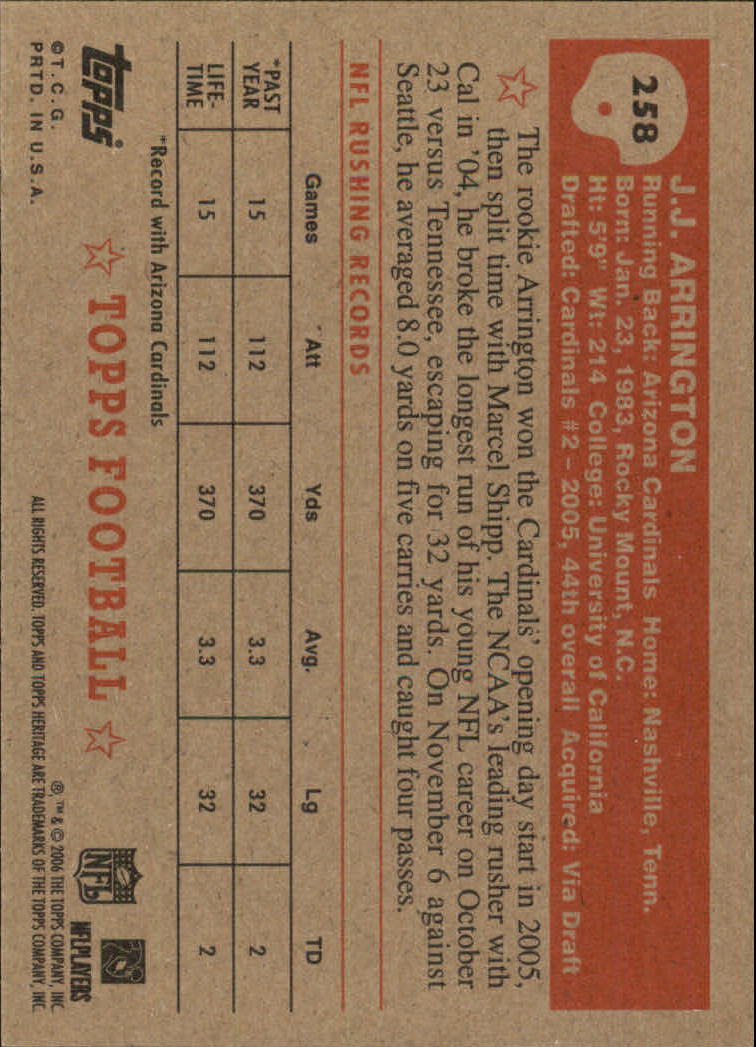 258
J.J. ARRINGTON
Running Back: Arizona Cardinals Home: Nashville, Tenn.
Born: Jan. 23, 1983, Rocky Mount, N.C.
Ht: 5'9" Wt: 214 College: University of California
Drafted: Cardinals #2 – 2005, 44th overall Acquired: Via Draft
The rookie Arrington won the Cardinals' opening day start in 2005,
then split time with Marcel Shipp. The NCAA's leading rusher with
Cal in '04, he broke the longest run of his young NFL career on October
23 versus Tennessee, escaping for 32 yards. On November 6 against
Seattle, he averaged 8.0 yards on five carries and caught four passes.
NFL RUSHING RECORDS
Games Att Yds Avg. Lg TD
*PAST
YEAR 15 112 370 3.3 32 2
LIFE-
TIME 15 112 370 3.3 32 2
*Record with Arizona Cardinals
topps
TOPPS FOOTBALL
NFL
NFLPLAYERS
©T.C.G.
PRTD. IN U.S.A.
®, ™ & © 2006 THE TOPPS COMPANY, INC
ALL RIGHTS RESERVED. TOPPS AND TOPPS HERITAGE ARE TRADEMARKS OF THE TOPPS COMPANY, INC.